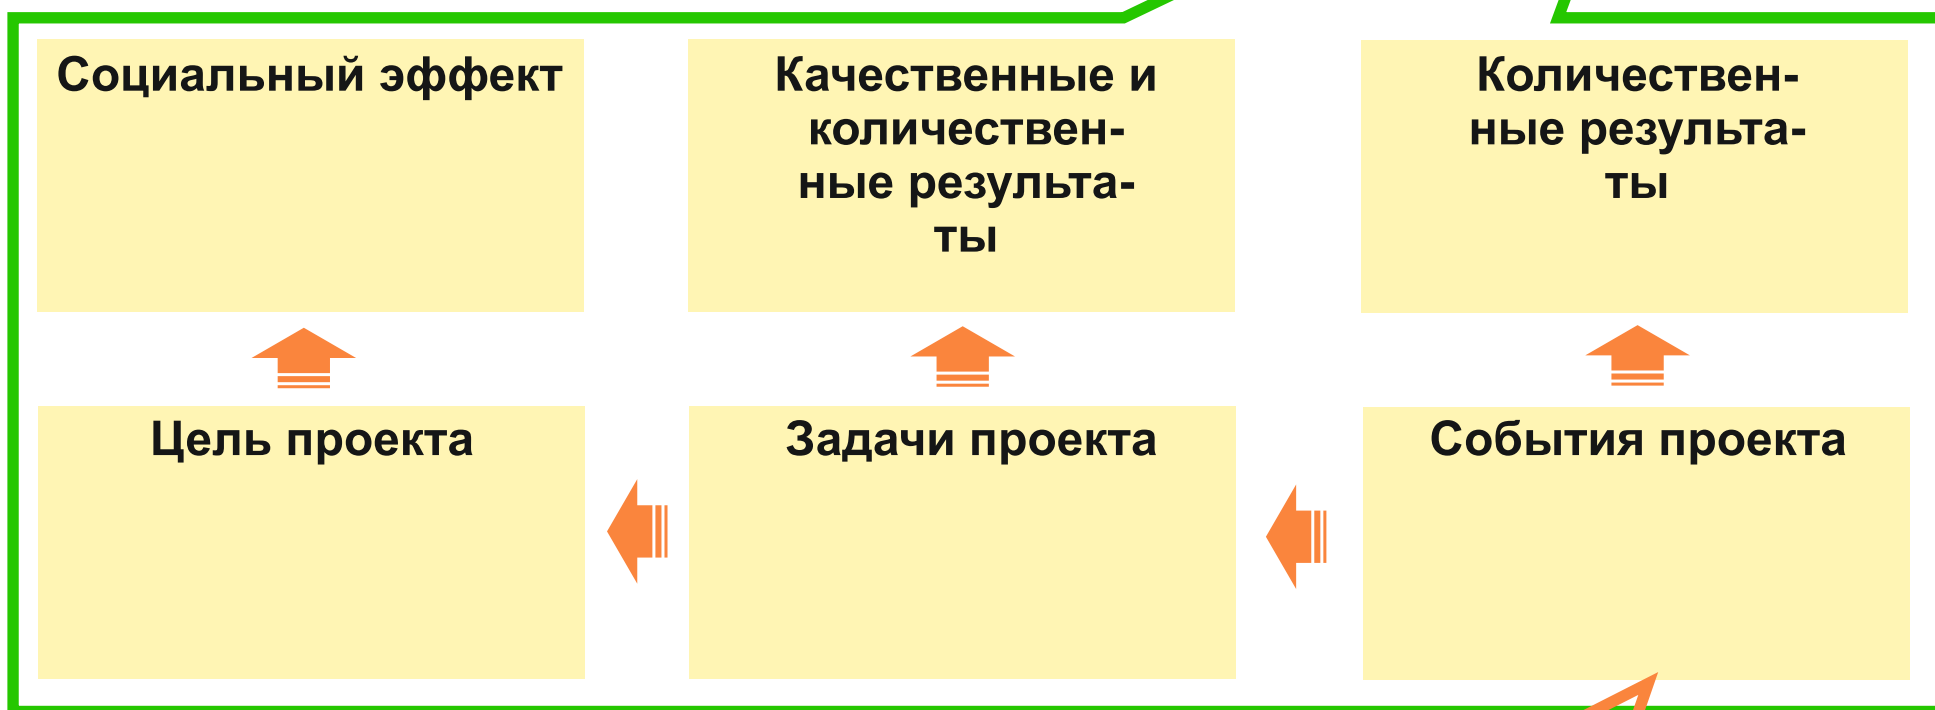 Социальный эффект
Качественные и
количествен-
ные результа-
ты
Количествен-
ные результа-
ты
Цель проекта
Задачи проекта
События проекта